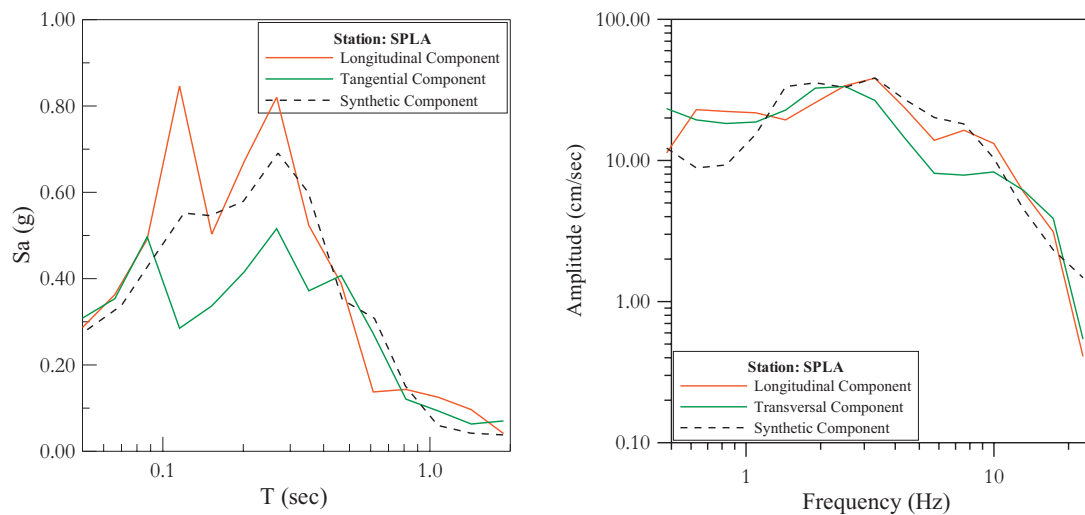 1.00
0.80
0.60
0.40
0.20
0.00
Sa (g)
Station: SPLA
Longitudinal Component
Tangential Component
Synthetic Component
0.1
1.0
T (sec)
100.00
10.00
1.00
0.10
Amplitude (cm/sec)
Station: SPLA
Longitudinal Component
Transversal Component
Synthetic Component
1
10
Frequency (Hz)